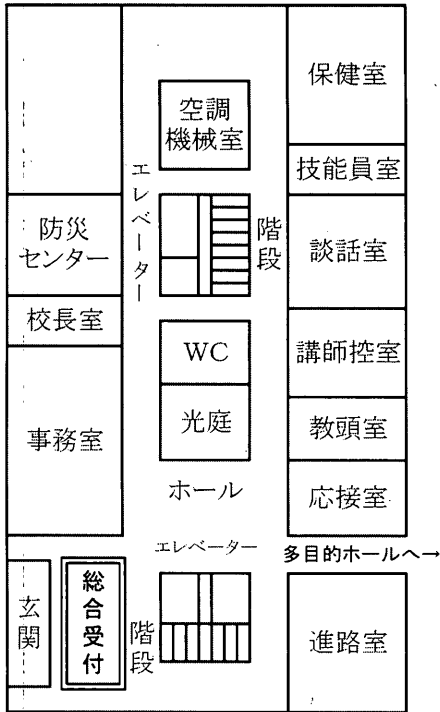 保健室
空調
機械室
技能員室
エレベーター
階段
防災
センター
談話室
校長室
WC
講師控室
事務室
光庭
教頭室
ホール
応接室
エレベーター
多目的ホールへ→
玄関
総合受付
階段
進路室